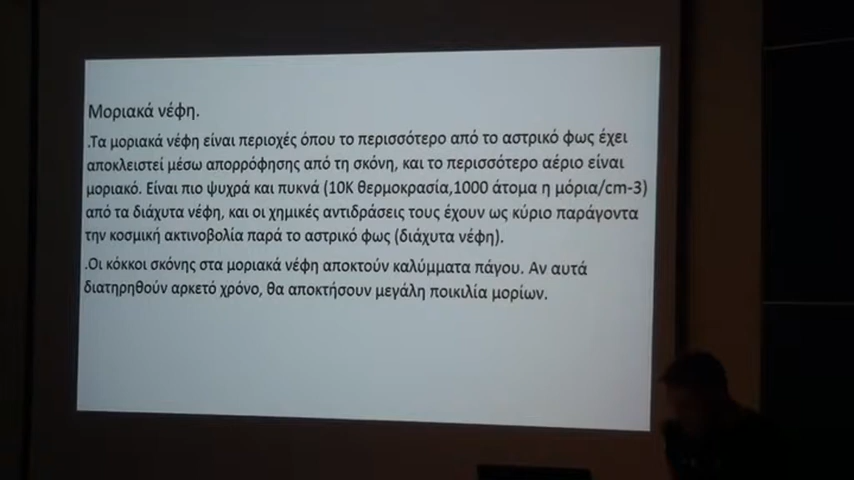 Μοριακά νέφη.
.Τα μοριακά νέφη είναι περιοχές όπου το περισσότερο από το αστρικό φως έχει
αποκλειστεί μέσω απορρόφησης από τη σκόνη, και το περισσότερο αέριο είναι
μοριακό. Είναι πιο ψυχρά και πυκνά (10K θερμοκρασία,1000 άτομα η μόρια/cm-3)
από τα διάχυτα νέφη, και οι χημικές αντιδράσεις τους έχουν ως κύριο παράγοντα
την κοσμική ακτινοβολία παρά το αστρικό φως (διάχυτα νέφη).
.Οι κόκκοι σκόνης στα μοριακά νέφη αποκτούν καλύμματα πάγου. Αν αυτά
διατηρηθούν αρκετό χρόνο, θα αποκτήσουν μεγάλη ποικιλία μορίων.